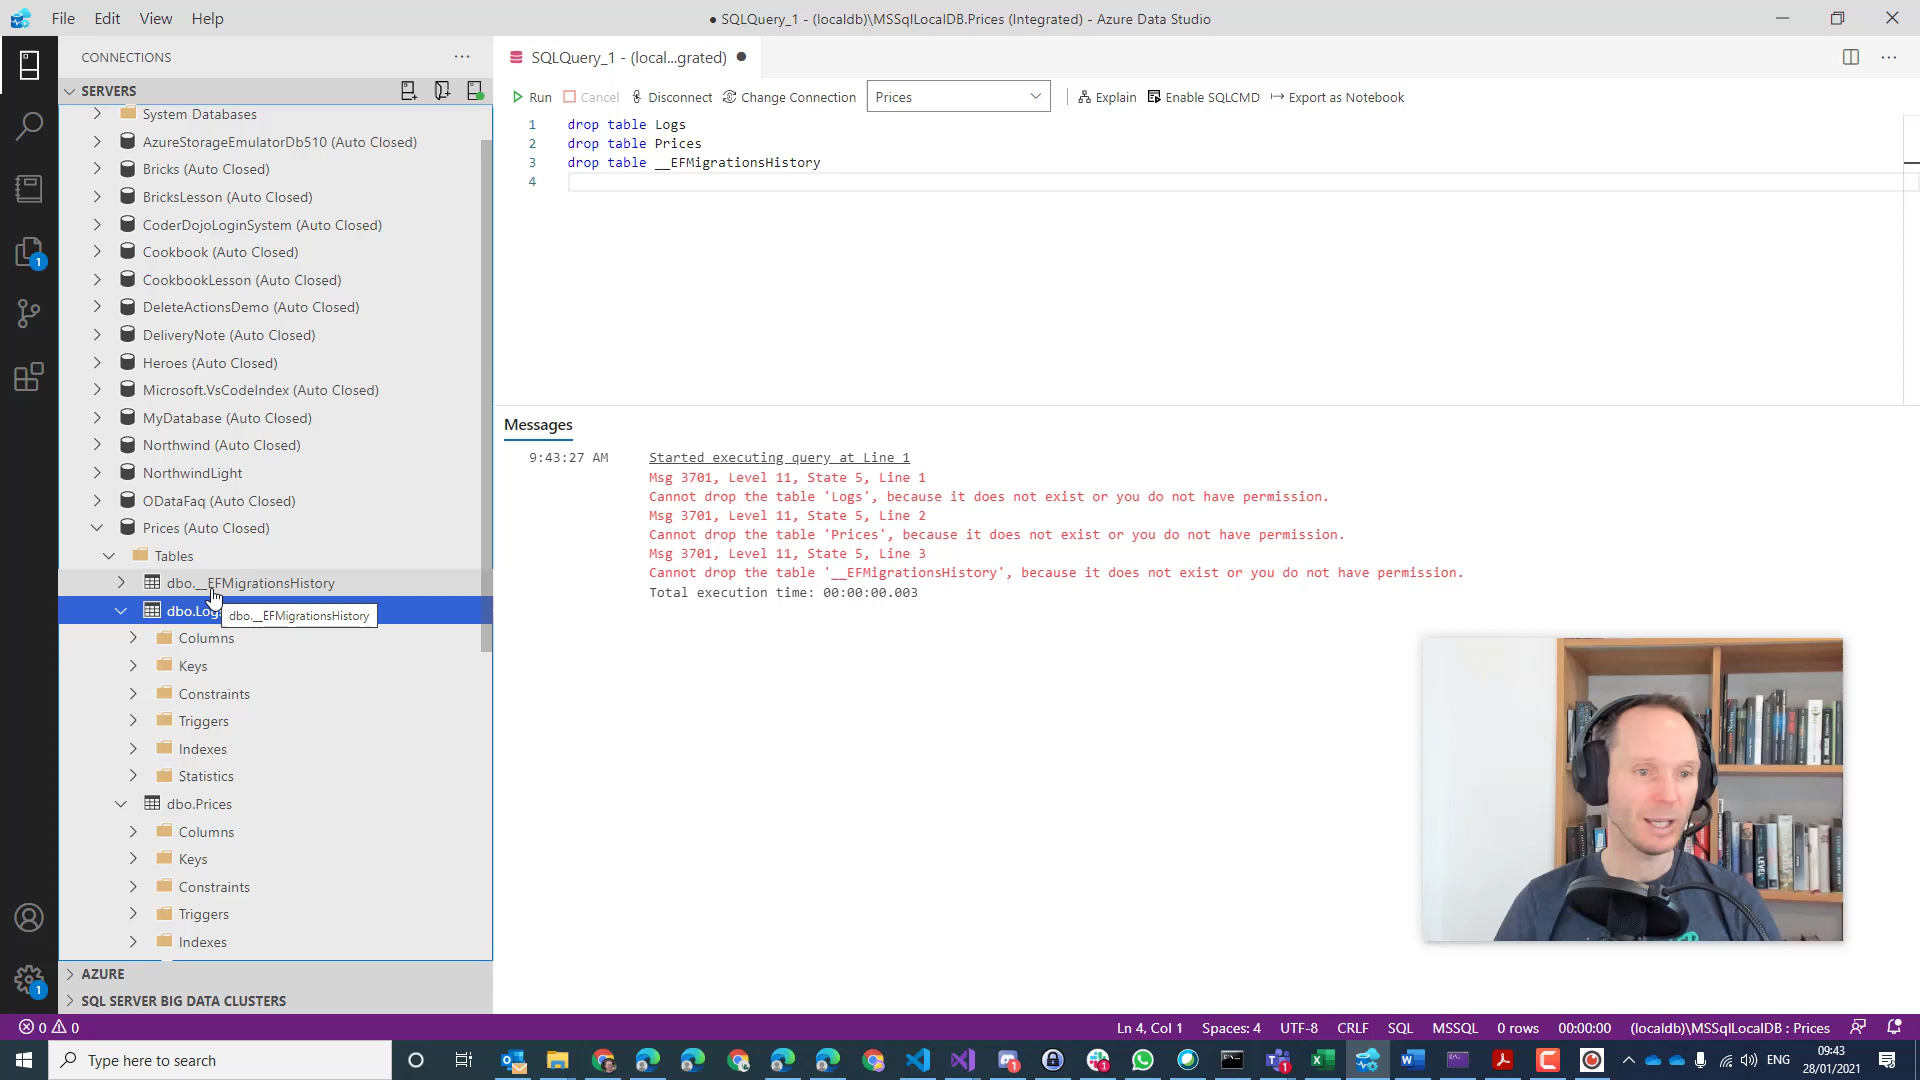 File Edit View Help
● SQLQuery_1 - (localdb)\MSSqlLocalDB.Prices (Integrated) - Azure Data Studio
CONNECTIONS
SERVERS
System Databases
AzureStorageEmulatorDb510 (Auto Closed)
Bricks (Auto Closed)
BricksLesson (Auto Closed)
CoderDojoLoginSystem (Auto Closed)
Cookbook (Auto Closed)
CookbookLesson (Auto Closed)
DeleteActionsDemo (Auto Closed)
DeliveryNote (Auto Closed)
Heroes (Auto Closed)
Microsoft.VsCodeIndex (Auto Closed)
MyDatabase (Auto Closed)
Northwind (Auto Closed)
NorthwindLight
ODataFaq (Auto Closed)
Prices (Auto Closed)
Tables
dbo.__EFMigrationsHistory
dbo.Log
dbo.__EFMigrationsHistory
Columns
Keys
Constraints
Triggers
Indexes
Statistics
dbo.Prices
Columns
Keys
Constraints
Triggers
Indexes
AZURE
SQL SERVER BIG DATA CLUSTERS
1
1
SQLQuery_1 - (local...grated) ●
Run Cancel Disconnect Change Connection Prices Explain Enable SQLCMD Export as Notebook
1 drop table Logs
2 drop table Prices
3 drop table __EFMigrationsHistory
4
Messages
9:43:27 AM Started executing query at Line 1
Msg 3701, Level 11, State 5, Line 1
Cannot drop the table 'Logs', because it does not exist or you do not have permission.
Msg 3701, Level 11, State 5, Line 2
Cannot drop the table 'Prices', because it does not exist or you do not have permission.
Msg 3701, Level 11, State 5, Line 3
Cannot drop the table '__EFMigrationsHistory', because it does not exist or you do not have permission.
Total execution time: 00:00:00.003
0 0 Ln 4, Col 1 Spaces: 4 UTF-8 CRLF SQL MSSQL 0 rows 00:00:00 (localdb)\MSSqlLocalDB : Prices
Type here to search
ENG
09:43
28/01/2021